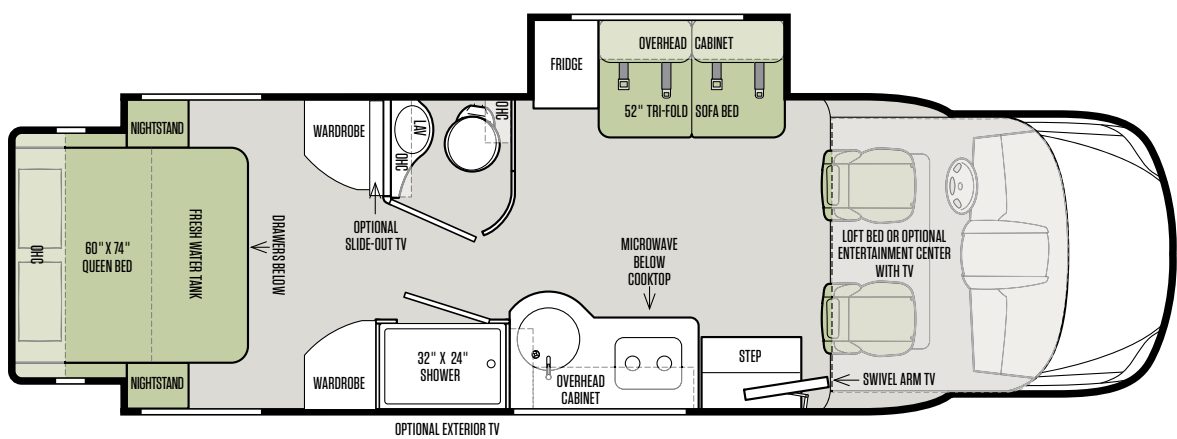 OVERHEAD CABINET
FRIDGE
52" TRI-FOLD SOFA BED
NIGHTSTAND
WARDROBE
LAV
OHC
OHC
OPTIONAL
SLIDE-OUT TV
OHC
60" X 74"
QUEEN BED
FRESH WATER TANK
DRAWERS BELOW
MICROWAVE
BELOW
COOKTOP
LOFT BED OR OPTIONAL
ENTERTAINMENT CENTER
WITH TV
NIGHTSTAND
WARDROBE
32" X 24"
SHOWER
OVERHEAD
CABINET
STEP
SWIVEL ARM TV
OPTIONAL EXTERIOR TV